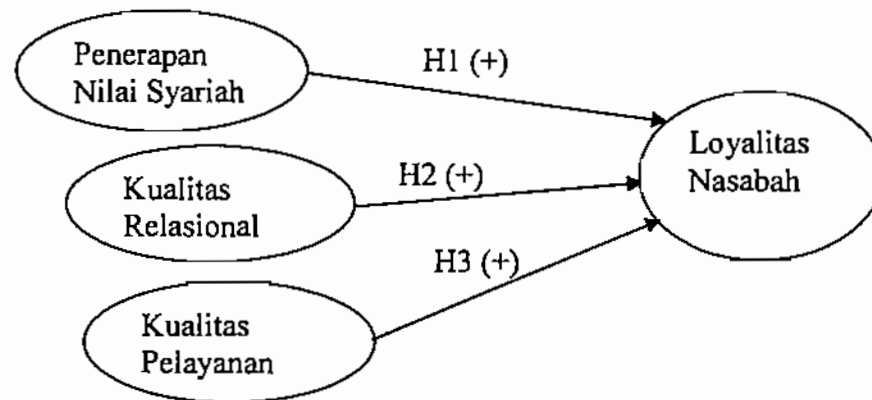 Penerapan
Nilai Syariah
H1 (+)
Loyalitas
Nasabah
Kualitas
Relasional
H2 (+)
H3 (+)
Kualitas
Pelayanan